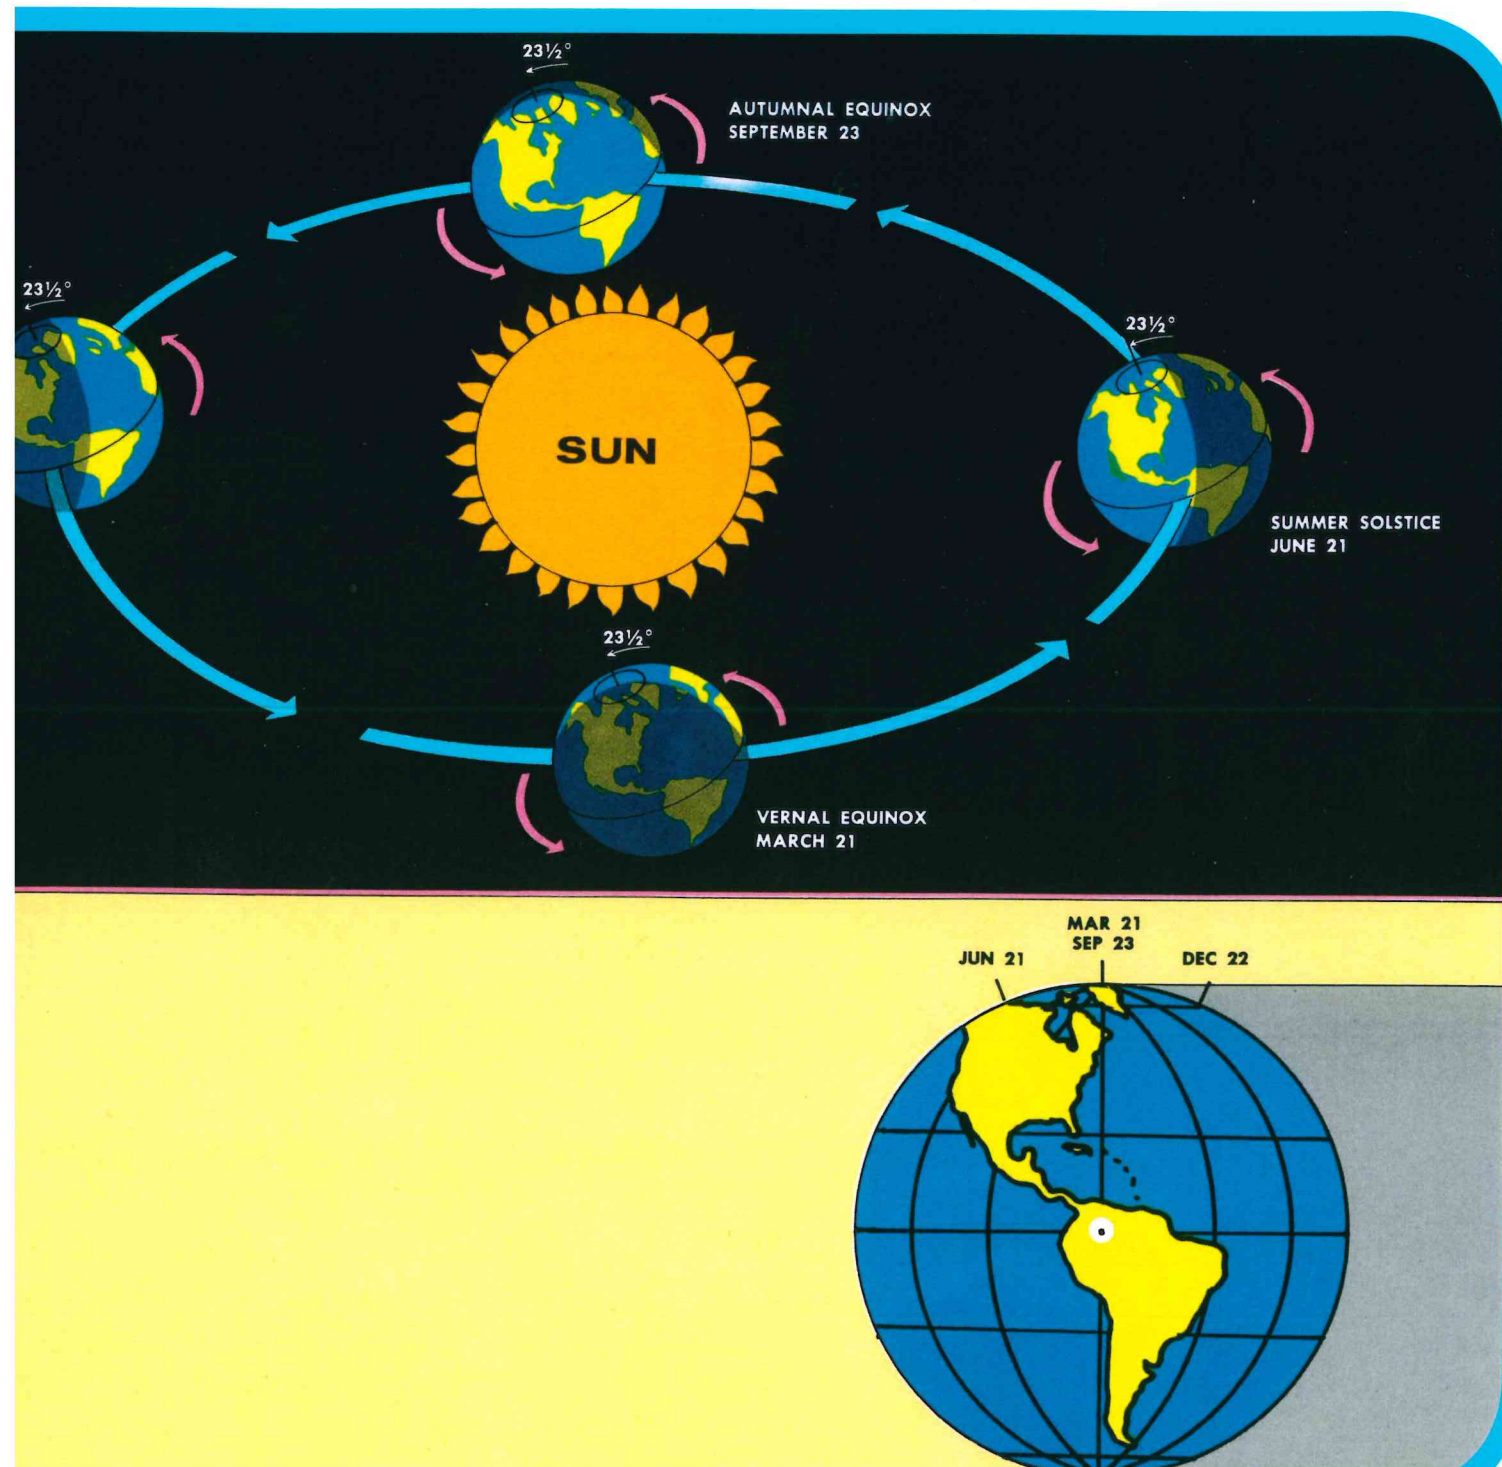 23½°
AUTUMNAL EQUINOX
SEPTEMBER 23
23½°
23½°
SUN
SUMMER SOLSTICE
JUNE 21
23½°
VERNAL EQUINOX
MARCH 21
MAR 21
SEP 23
JUN 21
DEC 22